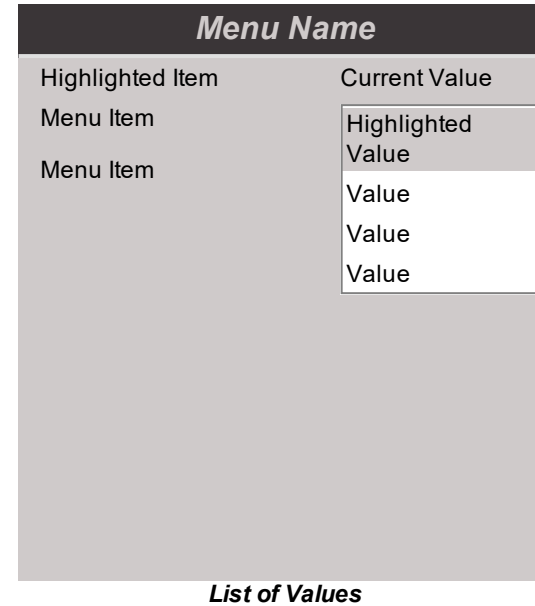 Menu Name
Highlighted Item
Current Value
Menu Item
Highlighted
Value
Menu Item
Value
Value
Value
List of Values